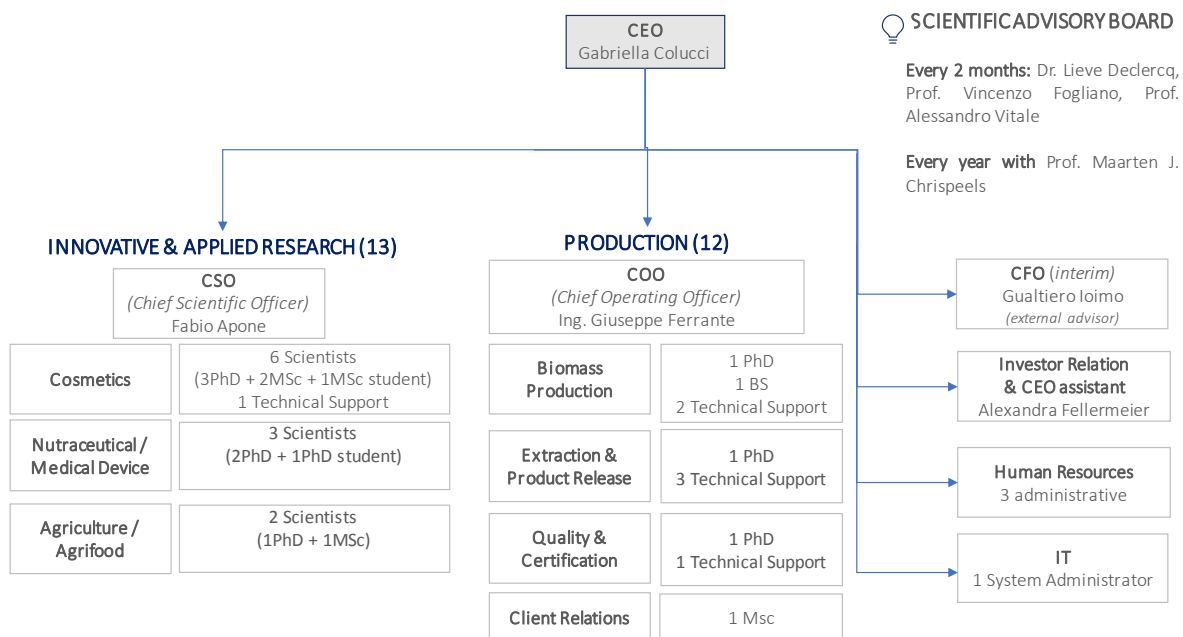 CEO
Gabriella Colucci
SCIENTIFIC ADVISORY BOARD
Every 2 months: Dr. Lieve Declercq,
Prof. Vincenzo Fogliano, Prof.
Alessandro Vitale
Every year with Prof. Maarten J.
Chrispeels
INNOVATIVE & APPLIED RESEARCH (13)
CSO
(Chief Scientific Officer)
Fabio Apone
Cosmetics
6 Scientists
(3PhD + 2MSc + 1MSc student)
1 Technical Support
Nutraceutical /
Medical Device
3 Scientists
(2PhD + 1PhD student)
Agriculture /
Agrifood
2 Scientists
(1PhD + 1MSc)
PRODUCTION (12)
COO
(Chief Operating Officer)
Ing. Giuseppe Ferrante
Biomass
Production
1 PhD
1 BS
2 Technical Support
Extraction &
Product Release
1 PhD
3 Technical Support
Quality &
Certification
1 PhD
1 Technical Support
Client Relations
1 Msc
CFO (interim)
Gualtiero Ioimo
(external advisor)
Investor Relation
& CEO assistant
Alexandra Fellermeier
Human Resources
3 administrative
IT
1 System Administrator